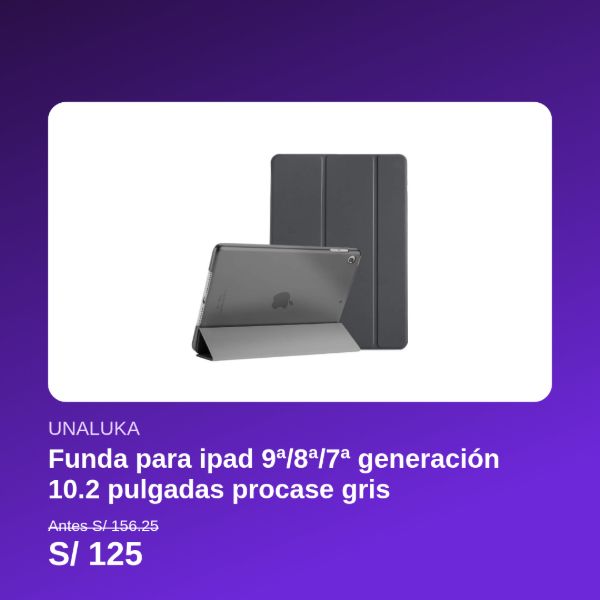 UNALUKA
Funda para ipad 9ª/8ª/7ª generación
10.2 pulgadas procase gris
Antes S/ 156.25
S/ 125